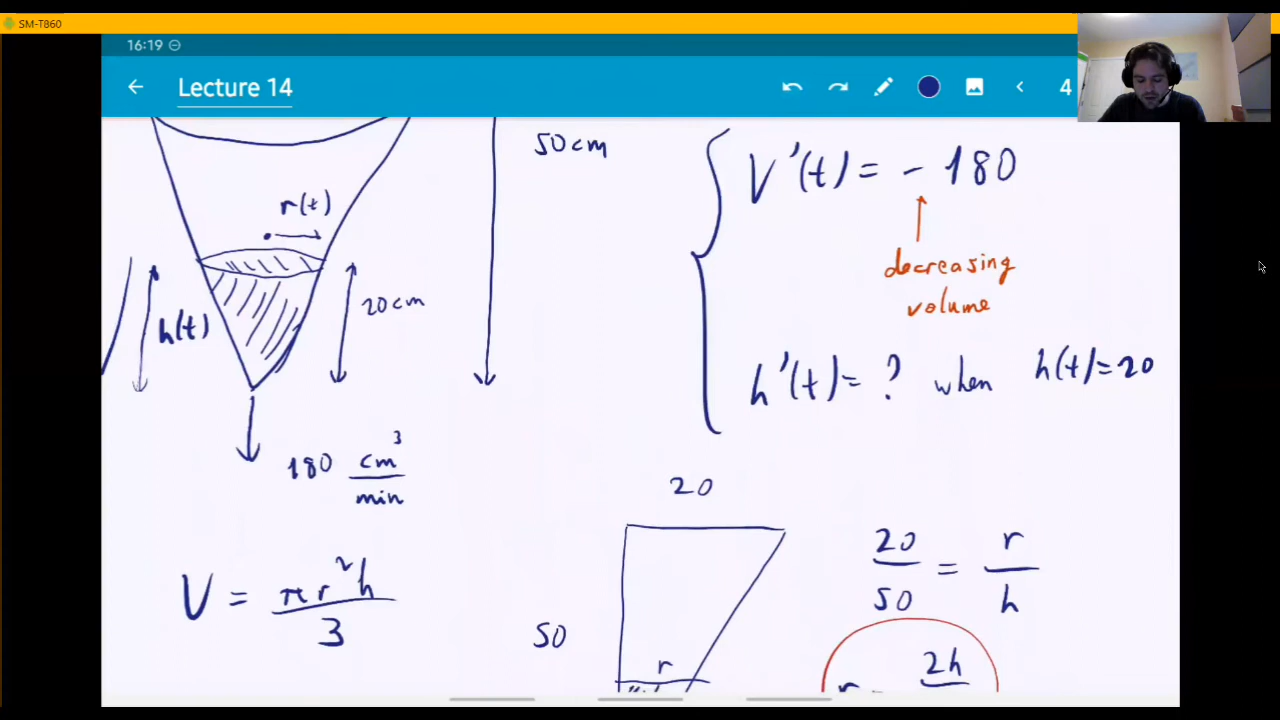 SM-T860
16:19
Lecture 14
4
50cm
r(t)
h(t)
20cm
180 cm³/min
V = πr²h/3
V'(t) = - 180
decreasing
volume
h'(t) = ? when h(t)=20
20
50
r
20/50 = r/h
2h